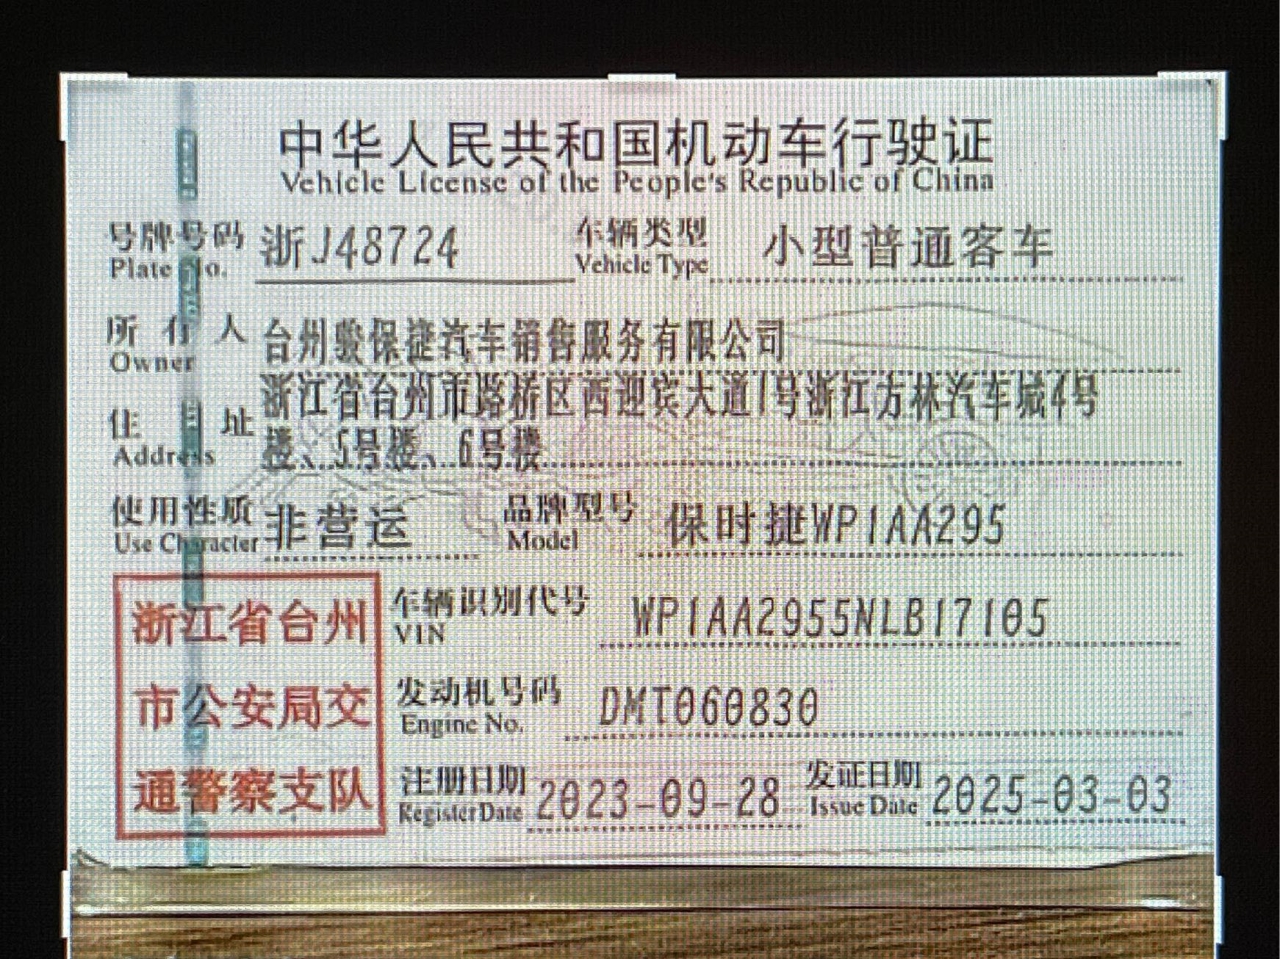 中华人民共和国机动车行驶证
Vehicle License of the People's Republic of China
号牌号码 浙J48724 车辆类型 小型普通客车
Plate No. Vehicle Type
所有人 台州骏保捷汽车销售服务有限公司
Owner
住址 浙江省台州市路桥区西迎宾大道1号浙江方林汽车城4号
Address 楼、5号楼、6号楼
使用性质 非营运 品牌型号 保时捷WP1AA295
Use Character Model
浙江省台州
市公安局交
通警察支队
车辆识别代号 WP1AA2955NLB17105
VIN
发动机号码 DMT060830
Engine No.
注册日期 2023-09-28 发证日期 2025-03-03
Register Date Issue Date